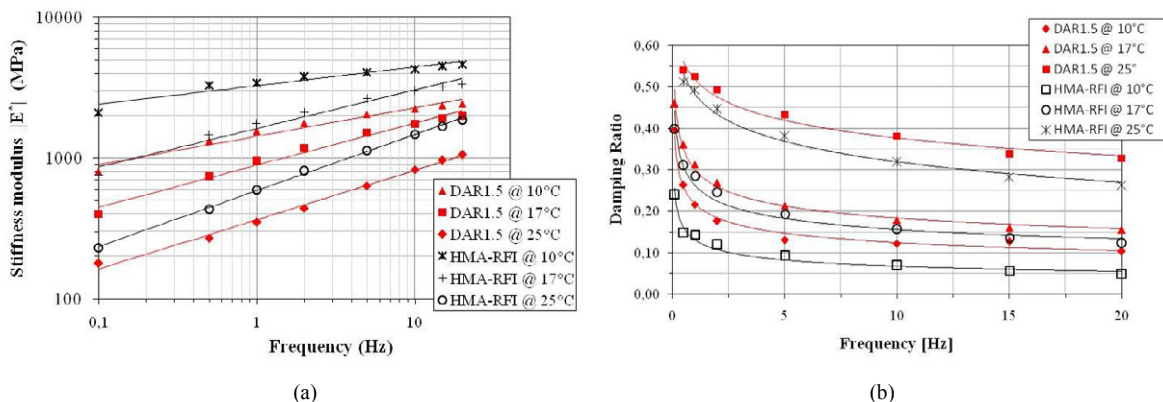 Stiffness modulus |E*| (MPa)
10000
1000
100
0,1
1
10
100
Frequency (Hz)
DAR1.5 @ 10°C
DAR1.5 @ 17°C
DAR1.5 @ 25°C
HMA-RFI @ 10°C
HMA-RFI @ 17°C
HMA-RFI @ 25°C
(a)
Damping Ratio
0,60
0,50
0,40
0,30
0,20
0,10
0,00
0
5
10
15
20
Frequency [Hz]
DAR1.5 @ 10°C
DAR1.5 @ 17°C
DAR1.5 @ 25°
HMA-RFI @ 10°C
HMA-RFI @ 17°C
HMA-RFI @ 25°C
(b)